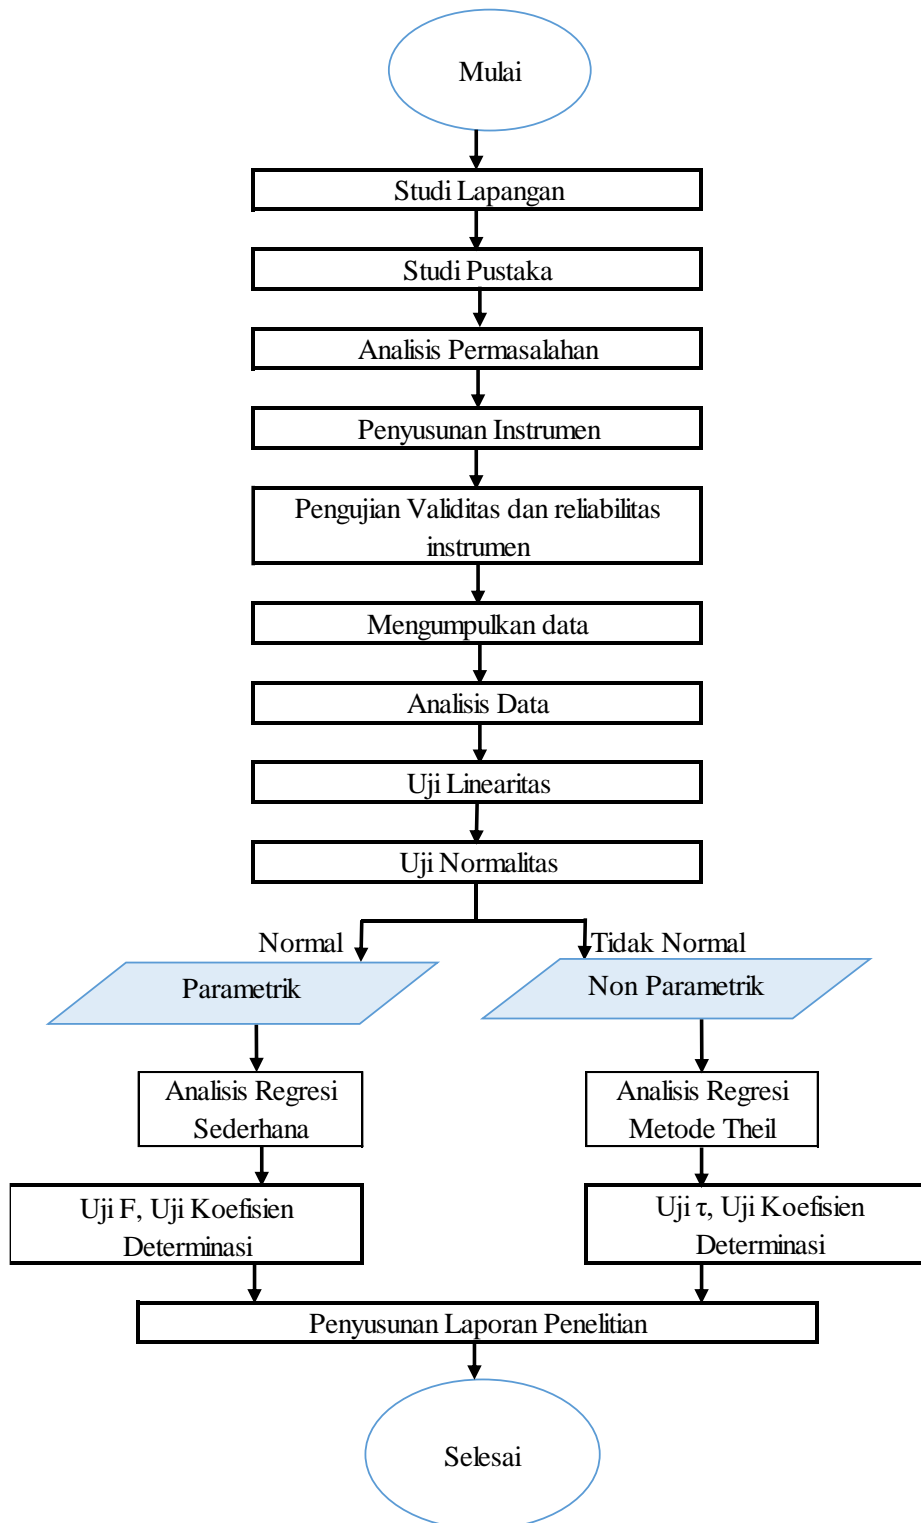 Mulai
Studi Lapangan
Studi Pustaka
Analisis Permasalahan
Penyusunan Instrumen
Pengujian Validitas dan reliabilitas
instrumen
Mengumpulkan data
Analisis Data
Uji Linearitas
Uji Normalitas
Normal
Tidak Normal
Parametrik
Non Parametrik
Analisis Regresi
Sederhana
Analisis Regresi
Metode Theil
Uji F, Uji Koefisien
Determinasi
Uji τ, Uji Koefisien
Determinasi
Penyusunan Laporan Penelitian
Selesai